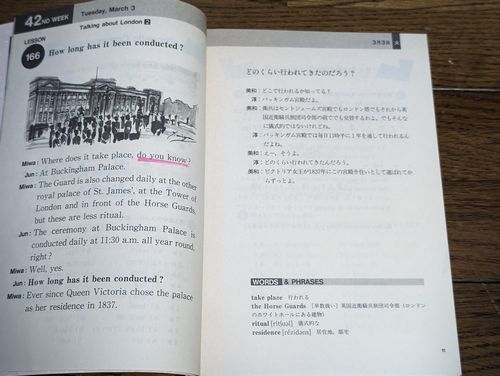 42ND WEEK
Tuesday, March 3
Talking about London 2
LESSON
166
How long has it been conducted?
Miwa: Where does it take place, do you know?
Jun: At Buckingham Palace.
Miwa: The Guard is also changed daily at the other
royal palace of St. James', at the Tower of
London and in front of the Horse Guards,
but these are less ritual.
Jun: The ceremony at Buckingham Palace is
conducted daily at 11:30 a.m. all year round,
right?
Miwa: Well, yes.
Jun: How long has it been conducted?
Miwa: Ever since Queen Victoria chose the palace
as her residence in 1837.
3月3日 火
どのくらい行われてきたのだろう?
美和: どこで行われるか知ってる?
淳: バッキンガム宮殿だよ。
美和: 衛兵はセントジェームズ宮殿でもロンドン塔でもそれから英
国近衛騎兵旅団司令部の前でも交替するわよ。でもそんな
に儀式的ではないけれどね。
淳: バッキンガム宮殿では毎日11時半に1年を通して行われるん
だよね。
美和: えー、そうよ。
淳: どのくらい行われてきたんだろう。
美和: ビクトリア女王が1837年にこの宮殿を住いとして選ばれてか
らずっとよ。
WORDS & PHRASES
take place 行われる
the Horse Guards [単数扱い] 英国近衛騎兵旅団司令部 (ロンドン
のホワイトホールにある建物)
ritual [rítʃuəl] 儀式的な
residence [rézidəns] 居住地、邸宅
11